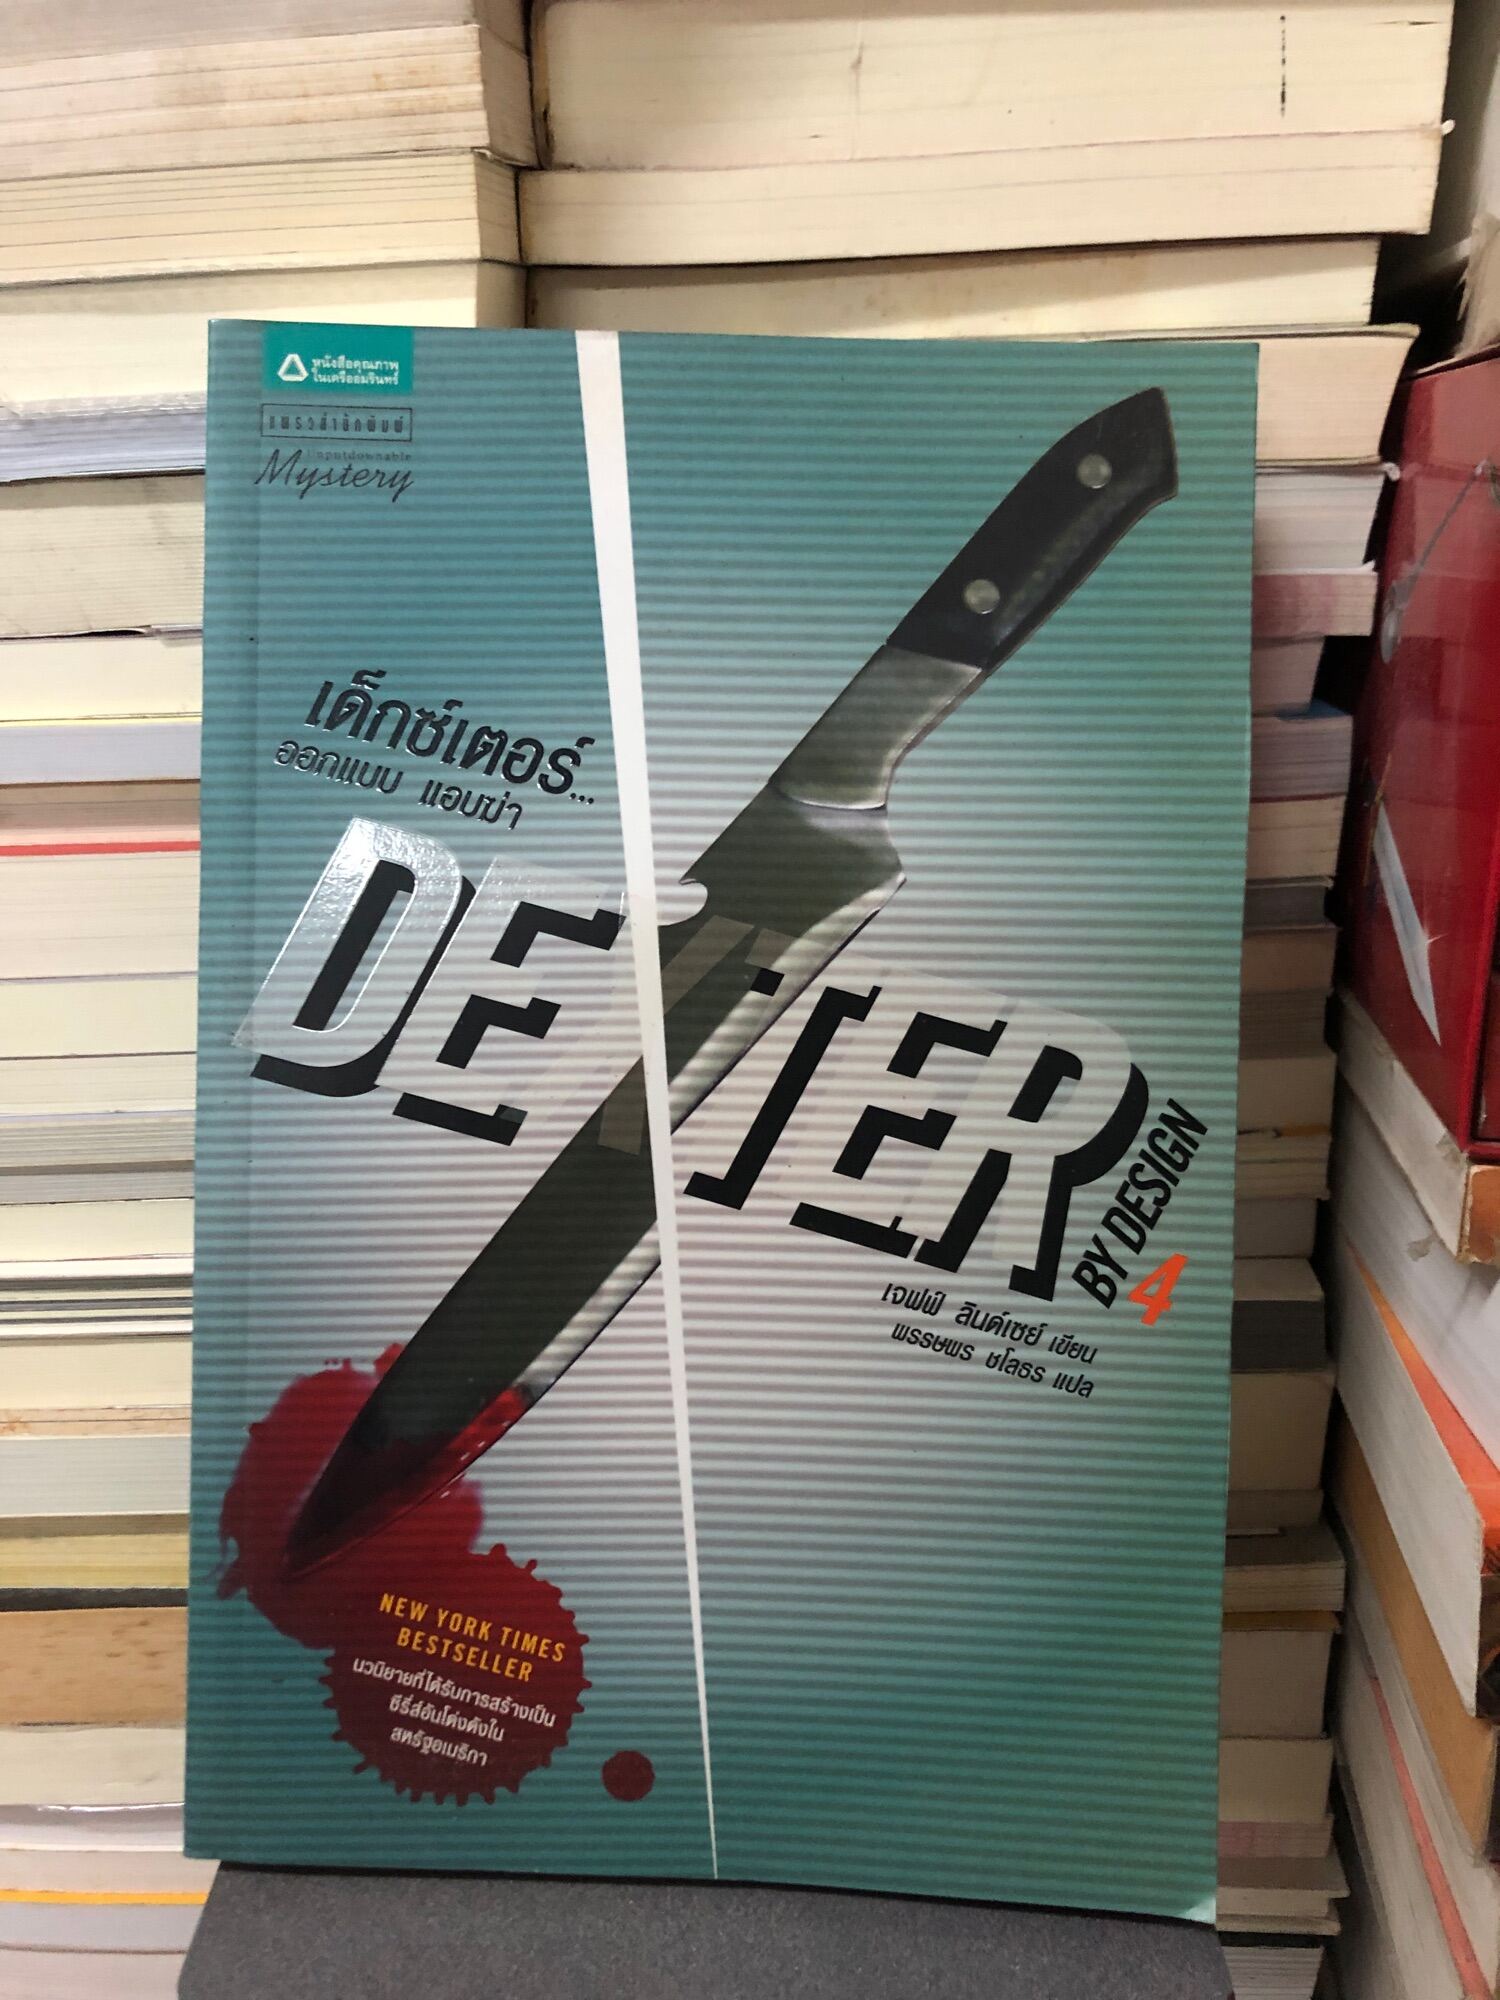 หนังสือคุณภาพ
ในเครืออมรินทร์
แพรวสำนักพิมพ์
Unputdownable
Mystery
เด็กซ์เตอร์...
ออกแบบ แอบฆ่า
DEXTER
BY DESIGN
4
เจฟฟ์ ลินด์เซย์ เขียน
พรรษพร ชโลธร แปล
NEW YORK TIMES
BESTSELLER
นวนิยายที่ได้รับการสร้างเป็น
ซีรี่ส์อันโด่งดังใน
สหรัฐอเมริกา